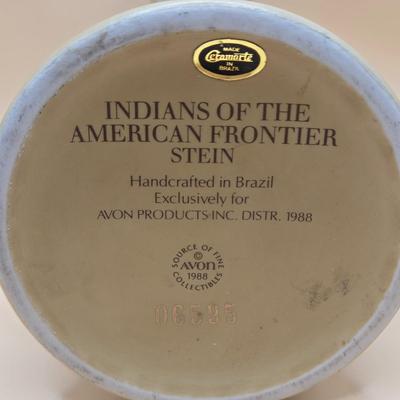 MADE
Ceramarte
IN
BRAZIL
INDIANS OF THE
AMERICAN FRONTIER
STEIN
Handcrafted in Brazil
Exclusively for
AVON PRODUCTS INC. DISTR. 1988
SOURCE OF FINE
©
AVON
1988
COLLECTIBLES
06595